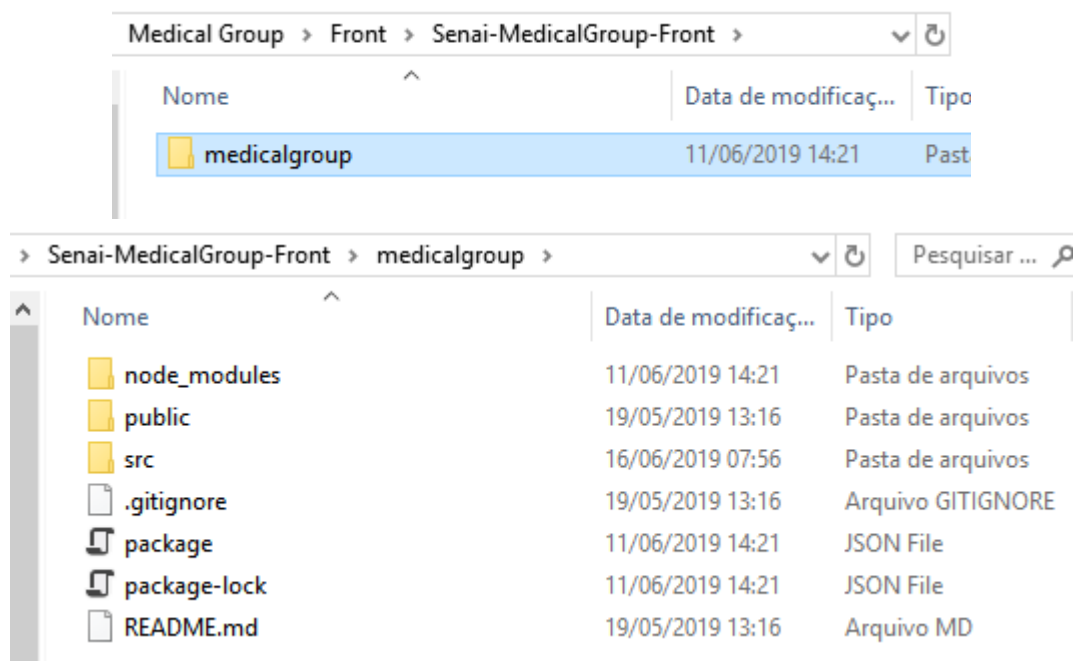 Medical Group > Front > Senai-MedicalGroup-Front >
Nome Data de modificaç... Tipo
medicalgroup 11/06/2019 14:21 Past
> Senai-MedicalGroup-Front > medicalgroup > Pesquisar ...
Nome Data de modificaç... Tipo
node_modules 11/06/2019 14:21 Pasta de arquivos
public 19/05/2019 13:16 Pasta de arquivos
src 16/06/2019 07:56 Pasta de arquivos
.gitignore 19/05/2019 13:16 Arquivo GITIGNORE
package 11/06/2019 14:21 JSON File
package-lock 11/06/2019 14:21 JSON File
README.md 19/05/2019 13:16 Arquivo MD